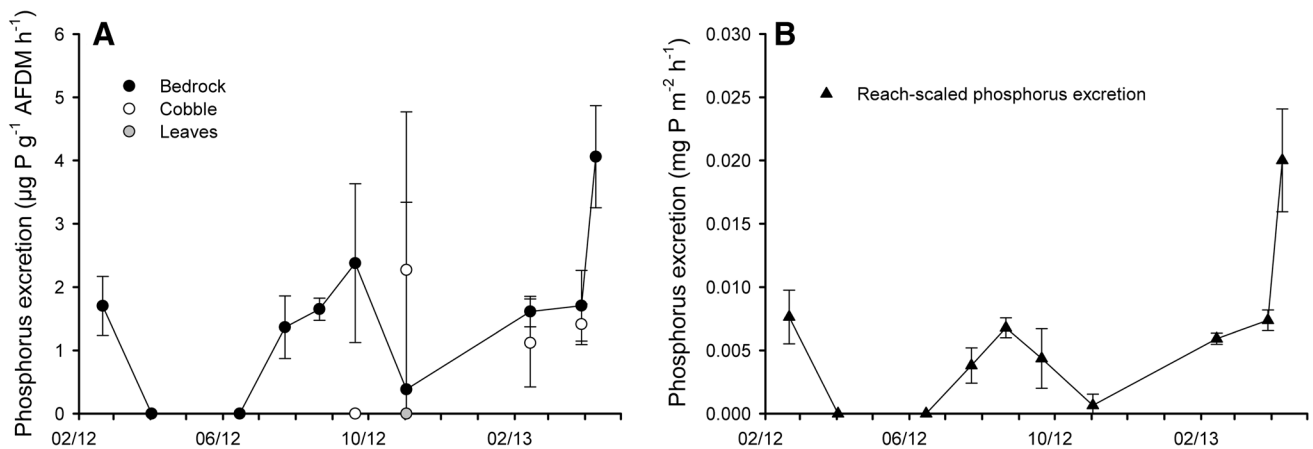 A
Phosphorus excretion (µg P g-1 AFDM h-1)
6
5
4
3
2
1
0
Bedrock
Cobble
Leaves
02/12 06/12 10/12 02/13
B
Phosphorus excretion (mg P m-2 h-1)
0.030
0.025
0.020
0.015
0.010
0.005
0.000
Reach-scaled phosphorus excretion
02/12 06/12 10/12 02/13